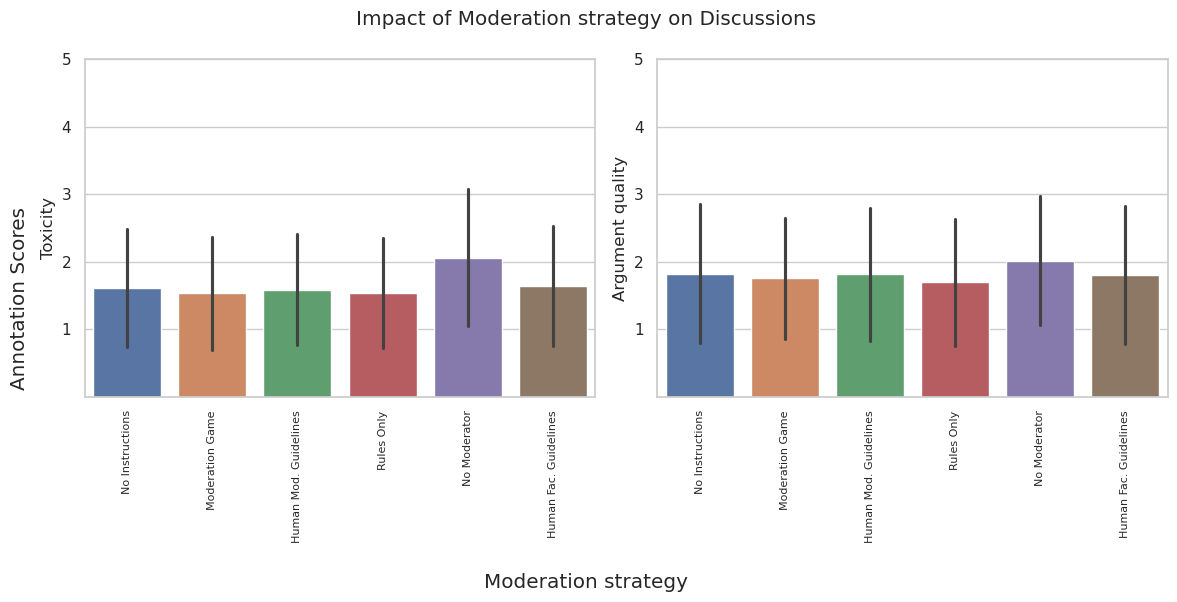 Impact of Moderation strategy on Discussions
Annotation Scores
Toxicity
5
4
3
2
1
No Instructions
Moderation Game
Human Mod. Guidelines
Rules Only
No Moderator
Human Fac. Guidelines
Argument quality
5
4
3
2
1
No Instructions
Moderation Game
Human Mod. Guidelines
Rules Only
No Moderator
Human Fac. Guidelines
Moderation strategy